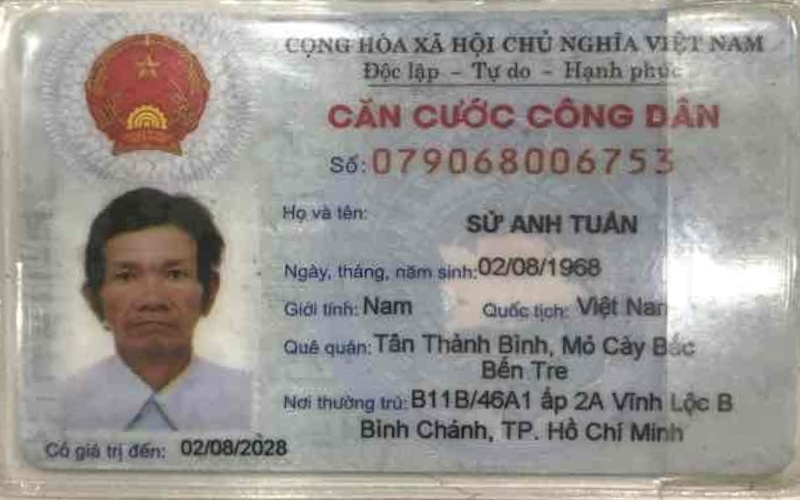 CỘNG HÒA XÃ HỘI CHỦ NGHĨA VIỆT NAM
Độc lập – Tự do – Hạnh phúc
CĂN CƯỚC CÔNG DÂN
Số: 079068006753
Họ và tên: SỬ ANH TUẤN
Ngày, tháng, năm sinh: 02/08/1968
Giới tính: Nam Quốc tịch: Việt Nam
Quê quán: Tân Thành Bình, Mỏ Cày Bắc
Bến Tre
Nơi thường trú: B11B/46A1 ấp 2A Vĩnh Lộc B
Bình Chánh, TP. Hồ Chí Minh
Có giá trị đến: 02/08/2028